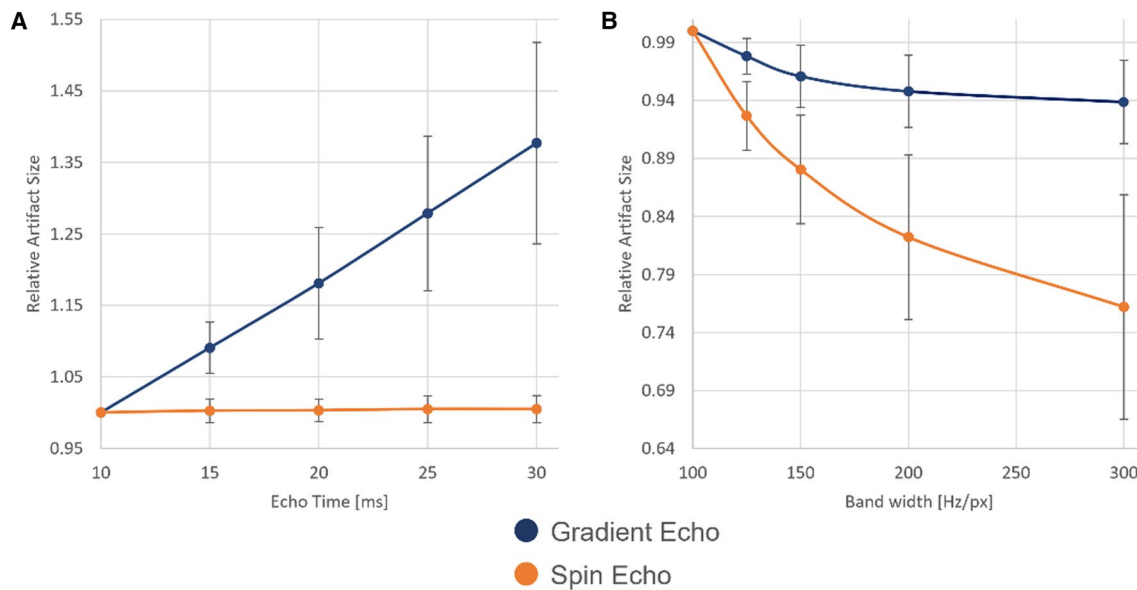 A
1.55
1.45
1.35
1.25
1.15
1.05
0.95
Relative Artifact Size
10 15 20 25 30
Echo Time [ms]
B
0.99
0.94
0.89
0.84
0.79
0.74
0.69
0.64
Relative Artifact Size
100 150 200 250 300
Band width [Hz/px]
Gradient Echo
Spin Echo